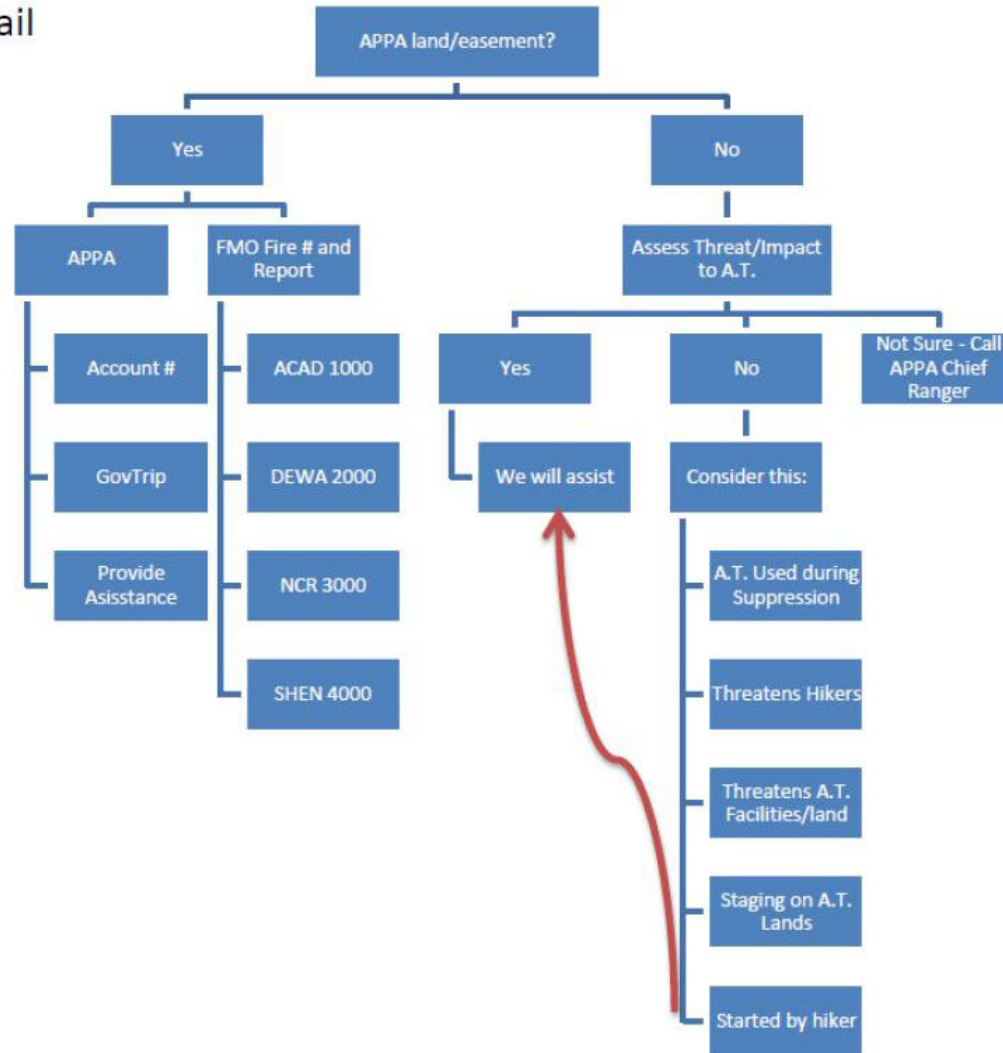 ail
APPA land/easement?
Yes
No
APPA
FMO Fire # and
Report
Assess Threat/Impact
to A.T.
Account #
ACAD 1000
Yes
No
Not Sure - Call
APPA Chief
Ranger
GovTrip
DEWA 2000
We will assist
Consider this:
Provide
Asisstance
NCR 3000
A.T. Used during
Suppression
SHEN 4000
Threatens Hikers
Threatens A.T.
Facilities/land
Staging on A.T.
Lands
Started by hiker